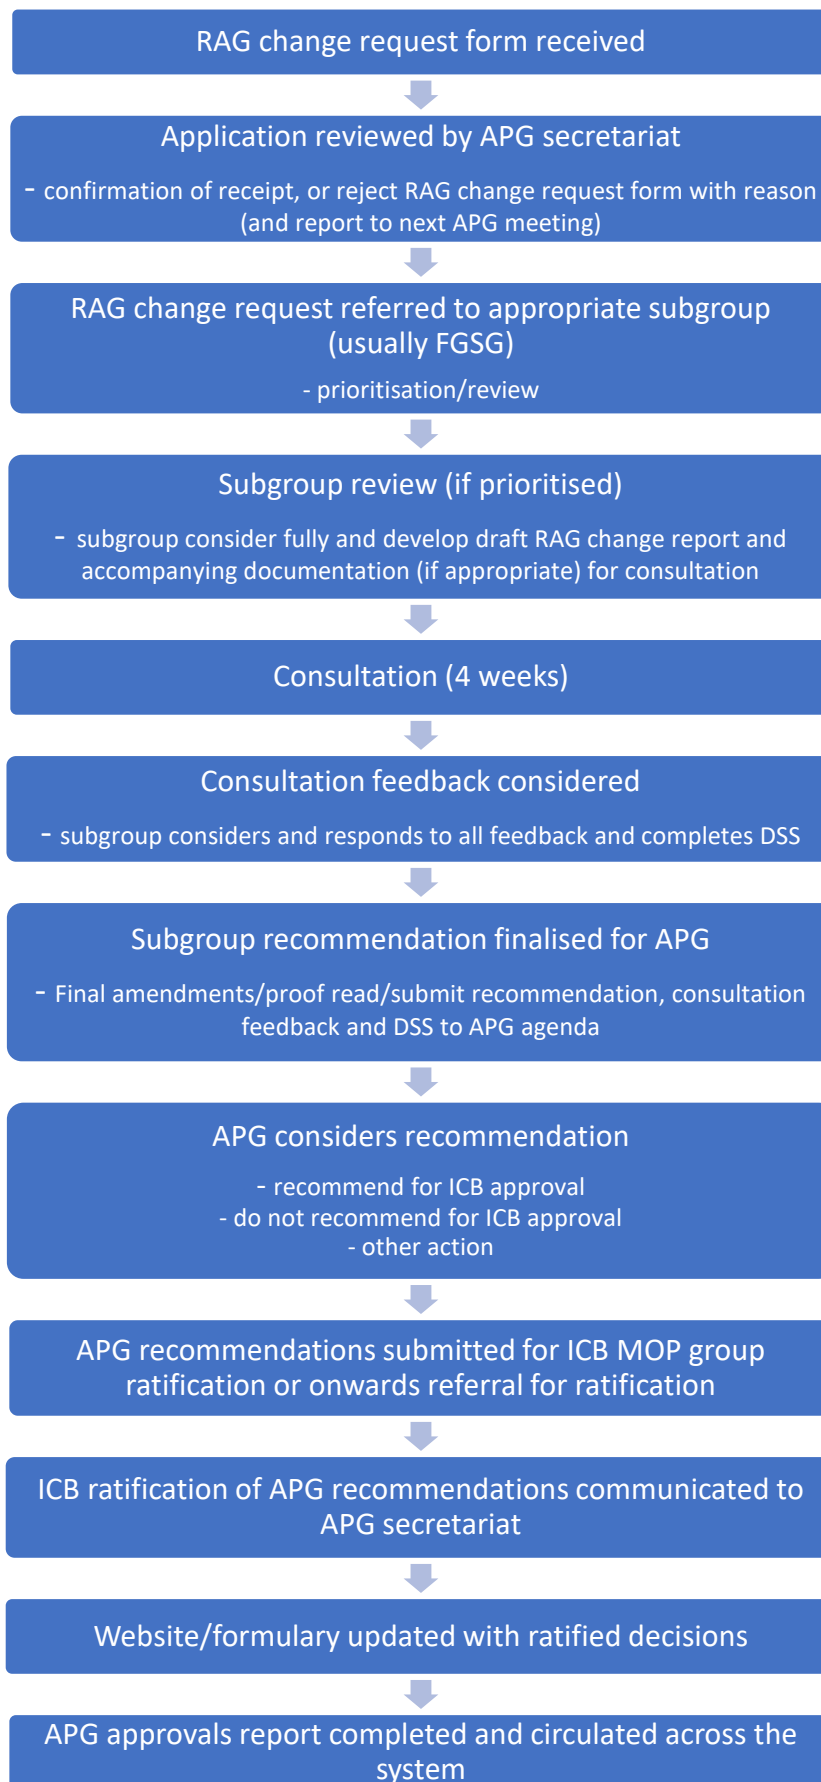 RAG change request form received
Application reviewed by APG secretariat
- confirmation of receipt, or reject RAG change request form with reason
(and report to next APG meeting)
RAG change request referred to appropriate subgroup
(usually FGSG)
- prioritisation/review
Subgroup review (if prioritised)
- subgroup consider fully and develop draft RAG change report and
accompanying documentation (if appropriate) for consultation
Consultation (4 weeks)
Consultation feedback considered
- subgroup considers and responds to all feedback and completes DSS
Subgroup recommendation finalised for APG
- Final amendments/proof read/submit recommendation, consultation
feedback and DSS to APG agenda
APG considers recommendation
- recommend for ICB approval
- do not recommend for ICB approval
- other action
APG recommendations submitted for ICB MOP group
ratification or onwards referral for ratification
ICB ratification of APG recommendations communicated to
APG secretariat
Website/formulary updated with ratified decisions
APG approvals report completed and circulated across the
system